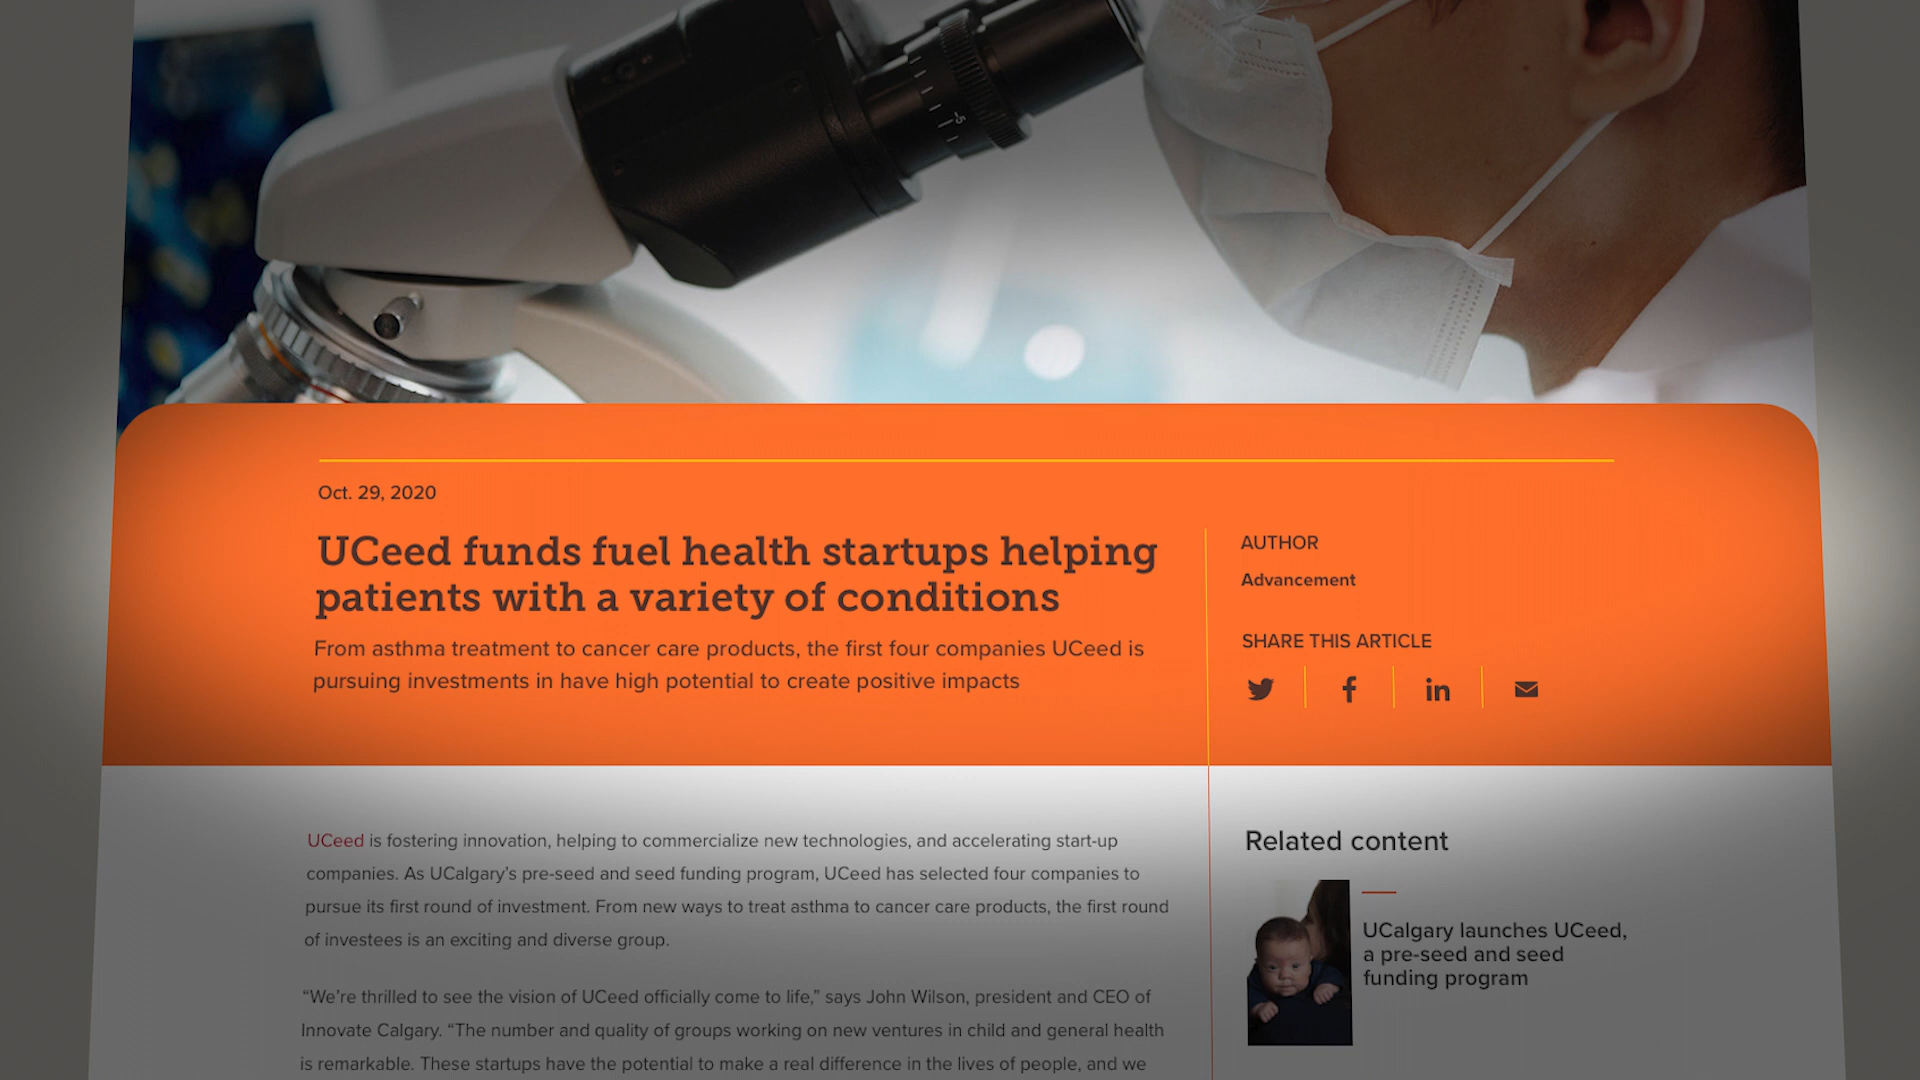 5
Oct. 29, 2020
UCeed funds fuel health startups helping
patients with a variety of conditions
From asthma treatment to cancer care products, the first four companies UCeed is
pursuing investments in have high potential to create positive impacts
AUTHOR
Advancement
SHARE THIS ARTICLE
UCeed is fostering innovation, helping to commercialize new technologies, and accelerating start-up
companies. As UCalgary's pre-seed and seed funding program, UCeed has selected four companies to
pursue its first round of investment. From new ways to treat asthma to cancer care products, the first round
of investees is an exciting and diverse group.
“We’re thrilled to see the vision of UCeed officially come to life,” says John Wilson, president and CEO of
Innovate Calgary. “The number and quality of groups working on new ventures in child and general health
is remarkable. These startups have the potential to make a real difference in the lives of people, and we
Related content
UCalgary launches UCeed,
a pre-seed and seed
funding program